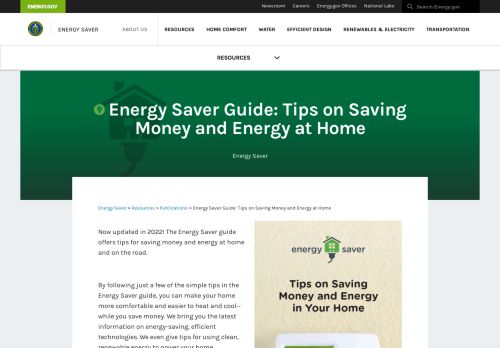 ENERGY.GOV
Newsroom Careers Energy.gov Offices National Labs Search Energy.gov
ENERGY SAVER
ABOUT US RESOURCES HOME COMFORT WATER EFFICIENT DESIGN RENEWABLES & ELECTRICITY TRANSPORTATION
RESOURCES
Energy Saver Guide: Tips on Saving
Money and Energy at Home
Energy Saver
Energy Saver » Resources » Publications » Energy Saver Guide: Tips on Saving Money and Energy at Home
Now updated in 2022! The Energy Saver guide
offers tips for saving money and energy at home
and on the road.
By following just a few of the simple tips in the
Energy Saver guide, you can make your home
more comfortable and easier to heat and cool—
while you save money. We bring you the latest
information on energy-saving, efficient
technologies. We even give tips for using clean,
renewable energy to power your home.
energy saver
Tips on Saving
Money and Energy
in Your Home